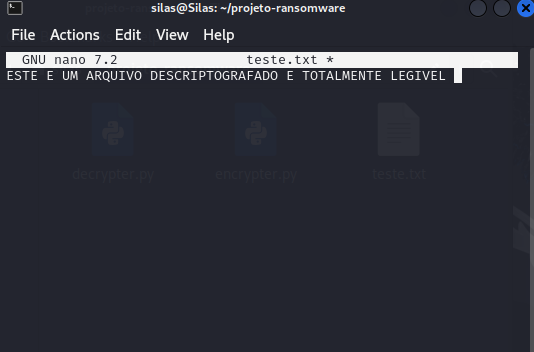 silas@Silas: ~/projeto-ransomware
File Actions Edit View Help
GNU nano 7.2 teste.txt *
ESTE E UM ARQUIVO DESCRIPTOGRAFADO E TOTALMENTE LEGIVEL
decrypter.py encrypter.py teste.txt